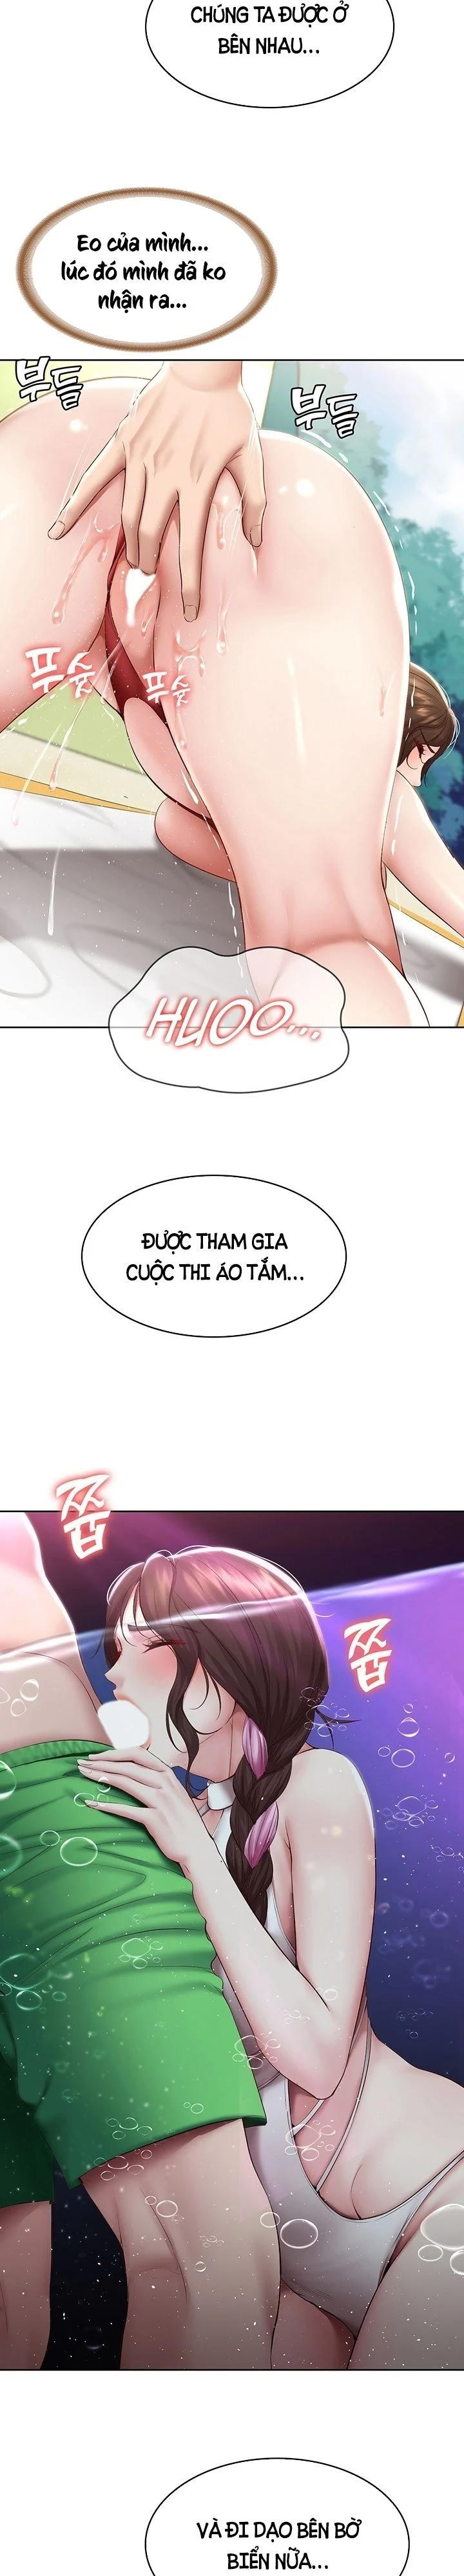 CHÚNG TA ĐƯỢC Ở
BÊN NHAU...
Eo của mình...
lúc đó mình đã ko
nhận ra...
부들
부들
푸슛
푸슛
HUOO...
ĐƯỢC THAM GIA
CUỘC THI ÁO TẮM...
쯥
쯥
VÀ ĐI DẠO BÊN BỜ
BIỂN NỮA...